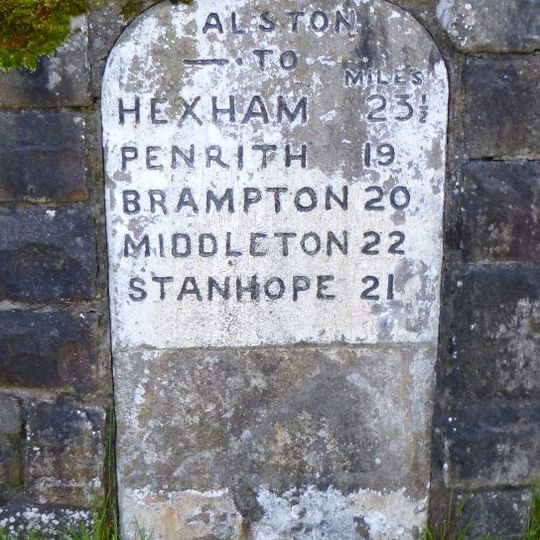 ALSTON
— · TO · —
MILES
HEXHAM 23½
PENRITH 19
BRAMPTON 20
MIDDLETON 22
STANHOPE 21